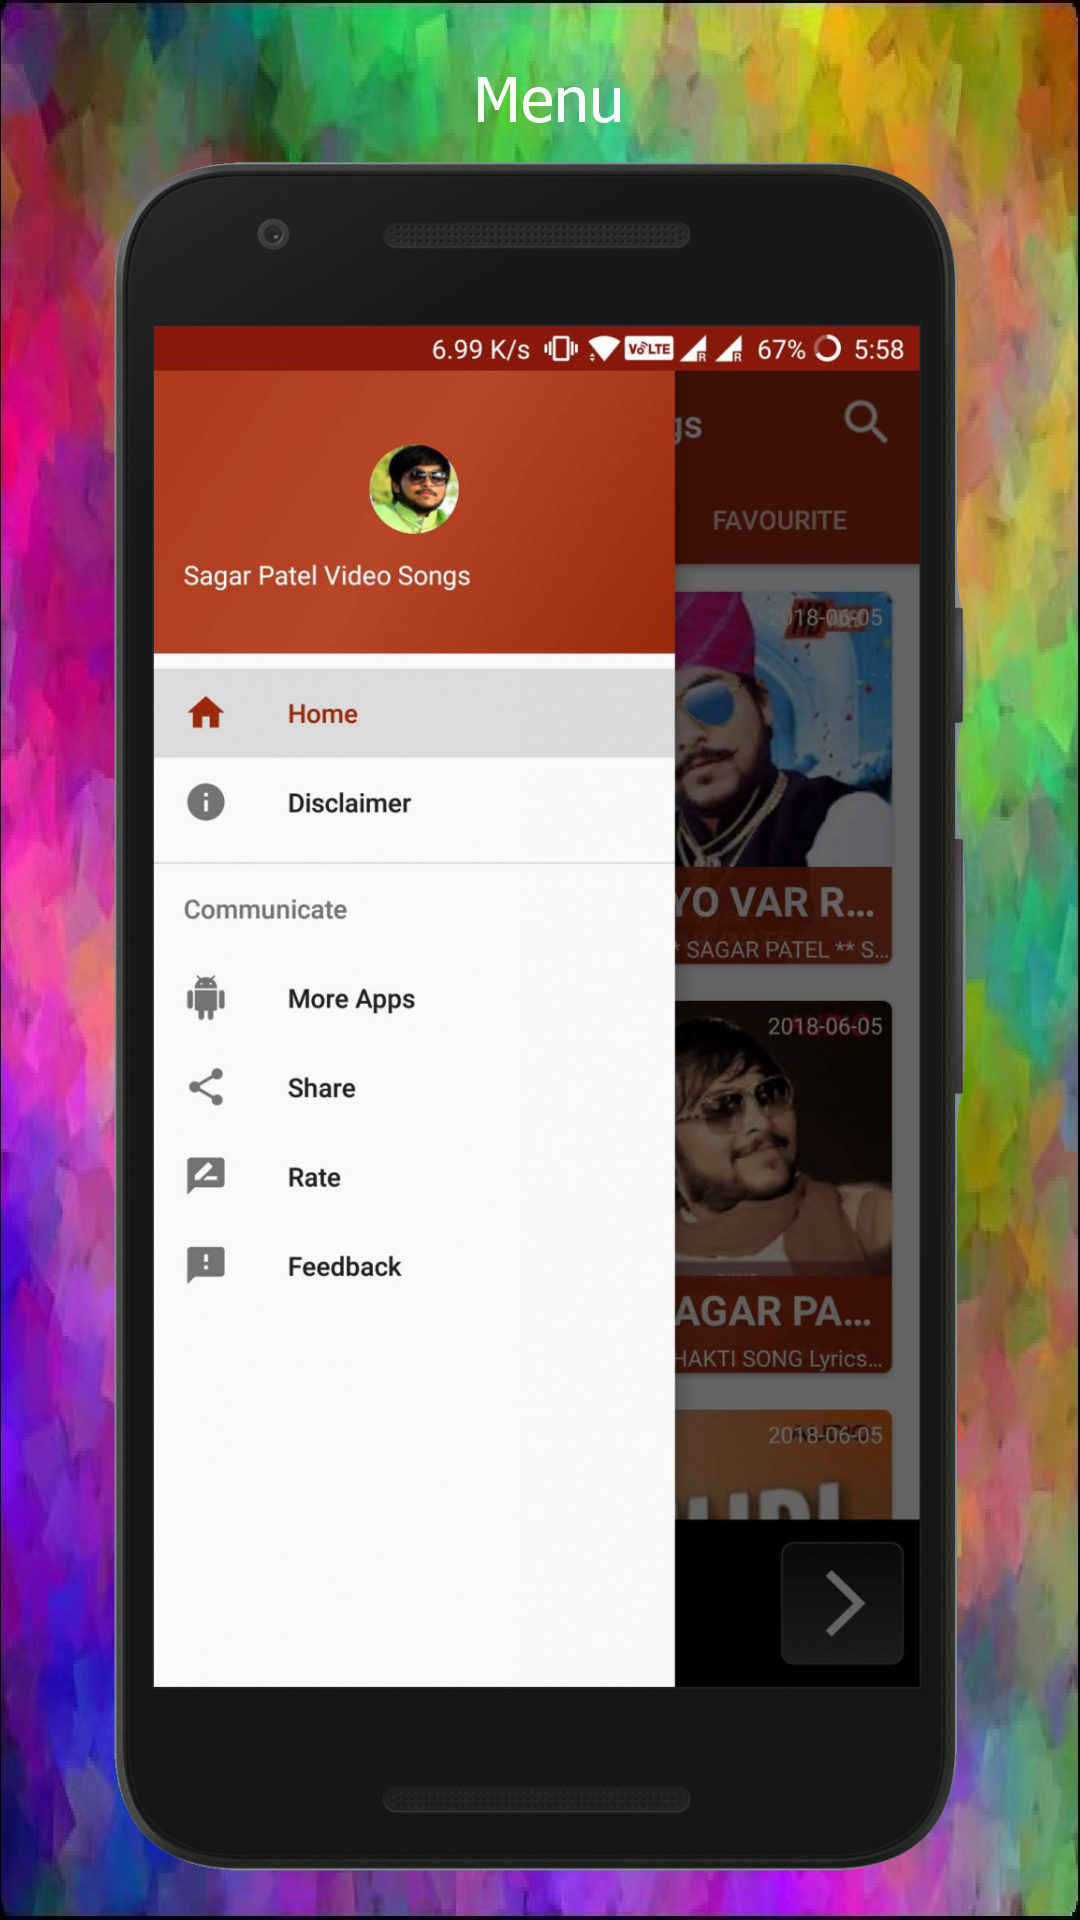 Menu
6.99 K/s VoLTE R R 67% 5:58
gs
FAVOURITE
Sagar Patel Video Songs
2018-06-05
Home
Disclaimer
YO VAR R...
* SAGAR PATEL ** S...
Communicate
More Apps
2018-06-05
Share
Rate
Feedback
AGAR PA...
HAKTI SONG Lyrics...
2018-06-05